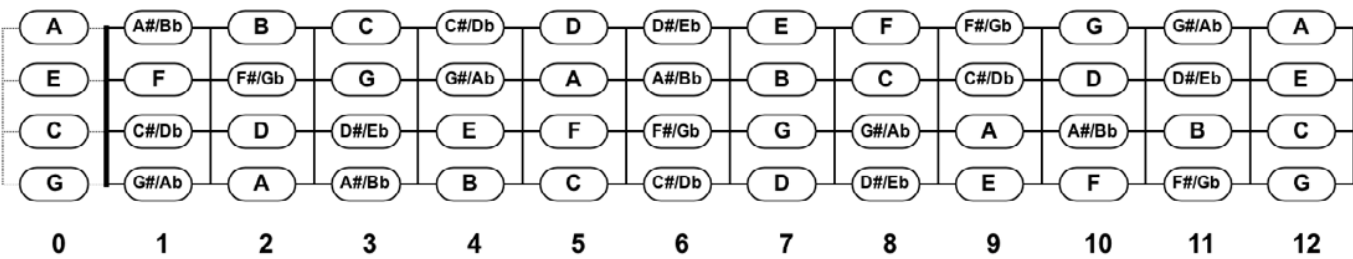 A A#/Bb B C C#/Db D D#/Eb E F F#/Gb G G#/Ab A
E F F#/Gb G G#/Ab A A#/Bb B C C#/Db D D#/Eb E
C C#/Db D D#/Eb E F F#/Gb G G#/Ab A A#/Bb B C
G G#/Ab A A#/Bb B C C#/Db D D#/Eb E F F#/Gb G
0 1 2 3 4 5 6 7 8 9 10 11 12